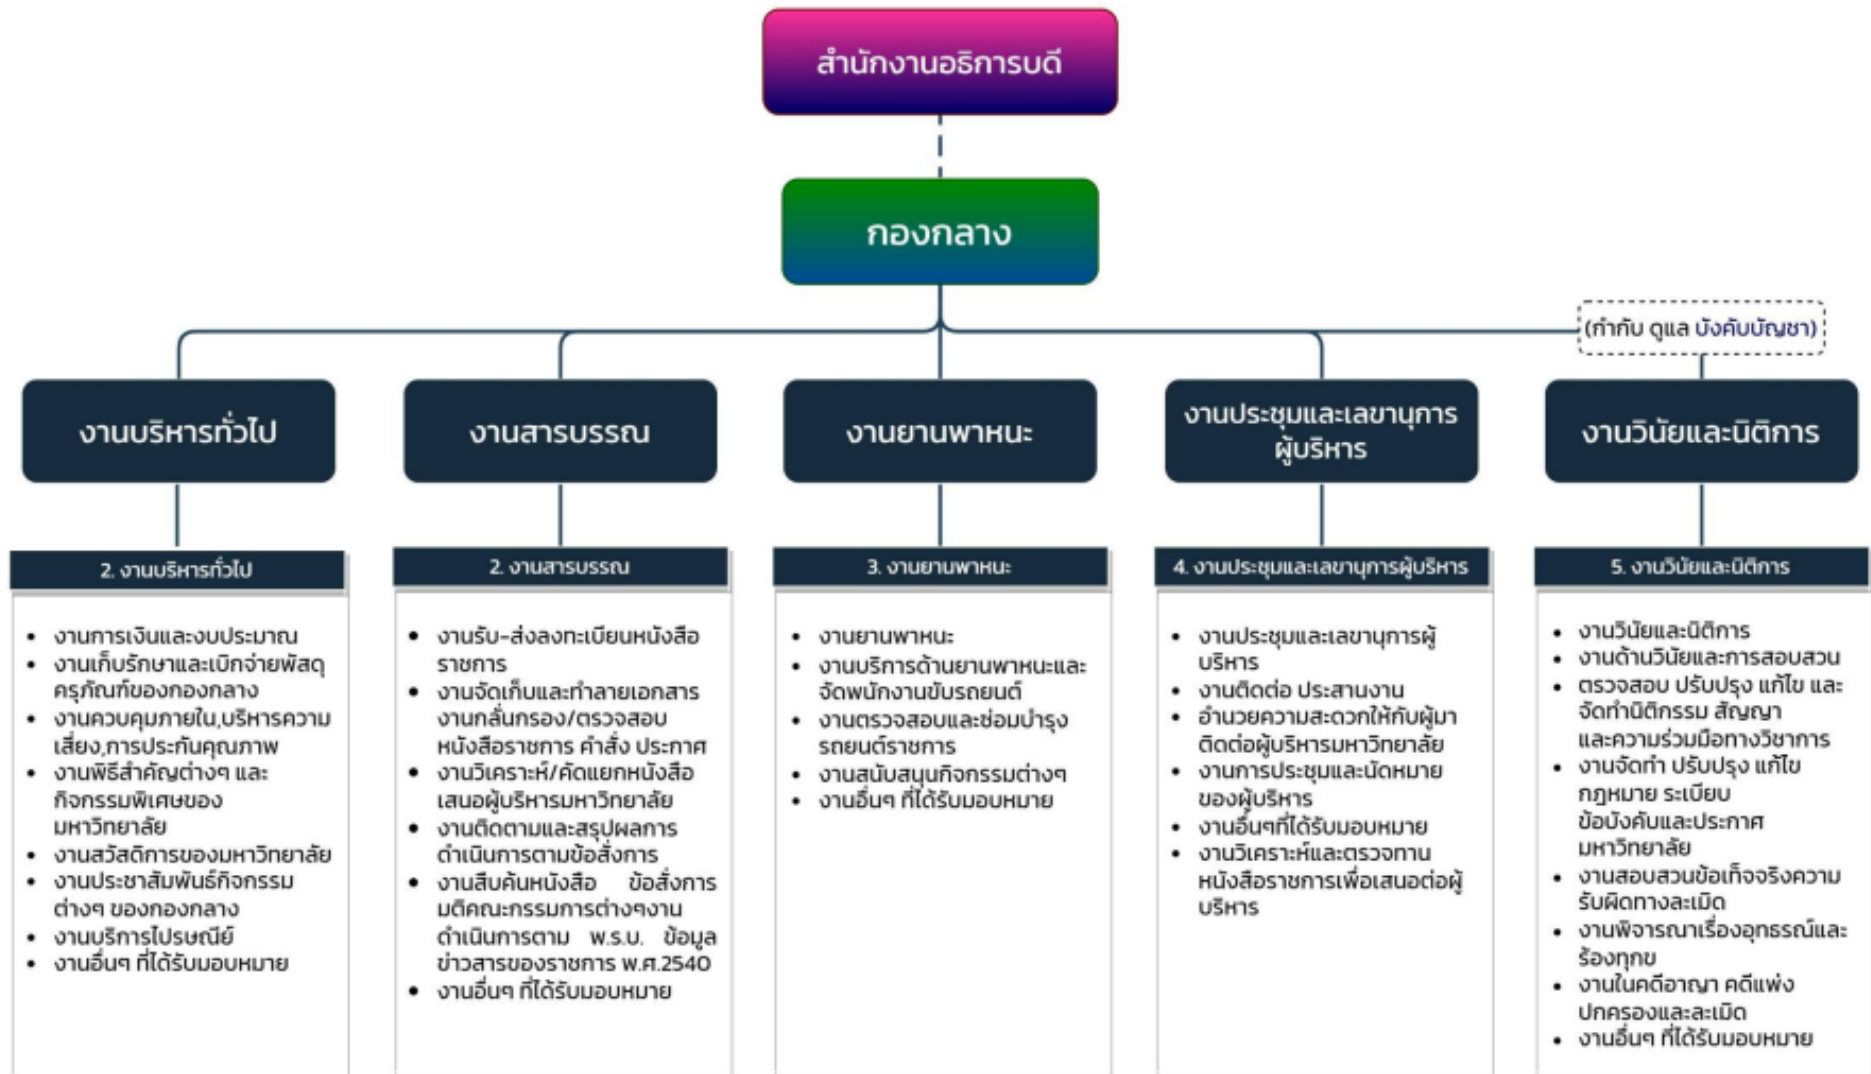 สำนักงานอธิการบดี
กองกลาง
(กำกับ ดูแล บังคับบัญชา)
งานบริหารทั่วไป
งานสารบรรณ
งานยานพาหนะ
งานประชุมและเลขานุการ
ผู้บริหาร
งานวินัยและนิติการ
2. งานบริหารทั่วไป
• งานการเงินและงบประมาณ
• งานเก็บรักษาและเบิกจ่ายพัสดุ
ครุภัณฑ์ของกองกลาง
• งานควบคุมภายใน,บริหารความ
เสี่ยง,การประกันคุณภาพ
• งานพิธีสำคัญต่างๆ และ
กิจกรรมพิเศษของ
มหาวิทยาลัย
• งานสวัสดิการของมหาวิทยาลัย
• งานประชาสัมพันธ์กิจกรรม
ต่างๆ ของกองกลาง
• งานบริการไปรษณีย์
• งานอื่นๆ ที่ได้รับมอบหมาย
2. งานสารบรรณ
• งานรับ-ส่งลงทะเบียนหนังสือ
ราชการ
• งานจัดเก็บและทำลายเอกสาร
งานกลั่นกรอง/ตรวจสอบ
หนังสือราชการ คำสั่ง ประกาศ
• งานวิเคราะห์/คัดแยกหนังสือ
เสนอผู้บริหารมหาวิทยาลัย
• งานติดตามและสรุปผลการ
ดำเนินการตามข้อสั่งการ
• งานสืบค้นหนังสือ ข้อสั่งการ
มติคณะกรรมการต่างๆงาน
ดำเนินการตาม พ.ร.บ. ข้อมูล
ข่าวสารของราชการ พ.ศ.2540
• งานอื่นๆ ที่ได้รับมอบหมาย
3. งานยานพาหนะ
• งานยานพาหนะ
• งานบริการด้านยานพาหนะและ
จัดพนักงานขับรถยนต์
• งานตรวจสอบและซ่อมบำรุง
รถยนต์ราชการ
• งานสนับสนุนกิจกรรมต่างๆ
• งานอื่นๆ ที่ได้รับมอบหมาย
4. งานประชุมและเลขานุการผู้บริหาร
• งานประชุมและเลขานุการผู้
บริหาร
• งานติดต่อ ประสานงาน
• อำนวยความสะดวกให้กับผู้มา
ติดต่อผู้บริหารมหาวิทยาลัย
• งานการประชุมและนัดหมาย
ของผู้บริหาร
• งานอื่นๆที่ได้รับมอบหมาย
• งานวิเคราะห์และตรวจทาน
หนังสือราชการเพื่อเสนอต่อผู้
บริหาร
5. งานวินัยและนิติการ
• งานวินัยและนิติการ
• งานด้านวินัยและการสอบสวน
• ตรวจสอบ ปรับปรุง แก้ไข และ
จัดทำนิติกรรม สัญญา
และความร่วมมือทางวิชาการ
• งานจัดทำ ปรับปรุง แก้ไข
กฎหมาย ระเบียบ
ข้อบังคับและประกาศ
มหาวิทยาลัย
• งานสอบสวนข้อเท็จจริงความ
รับผิดทางละเมิด
• งานพิจารณาเรื่องอุทธรณ์และ
ร้องทุกข
• งานในคดีอาญา คดีแพ่ง
ปกครองและละเมิด
• งานอื่นๆ ที่ได้รับมอบหมาย